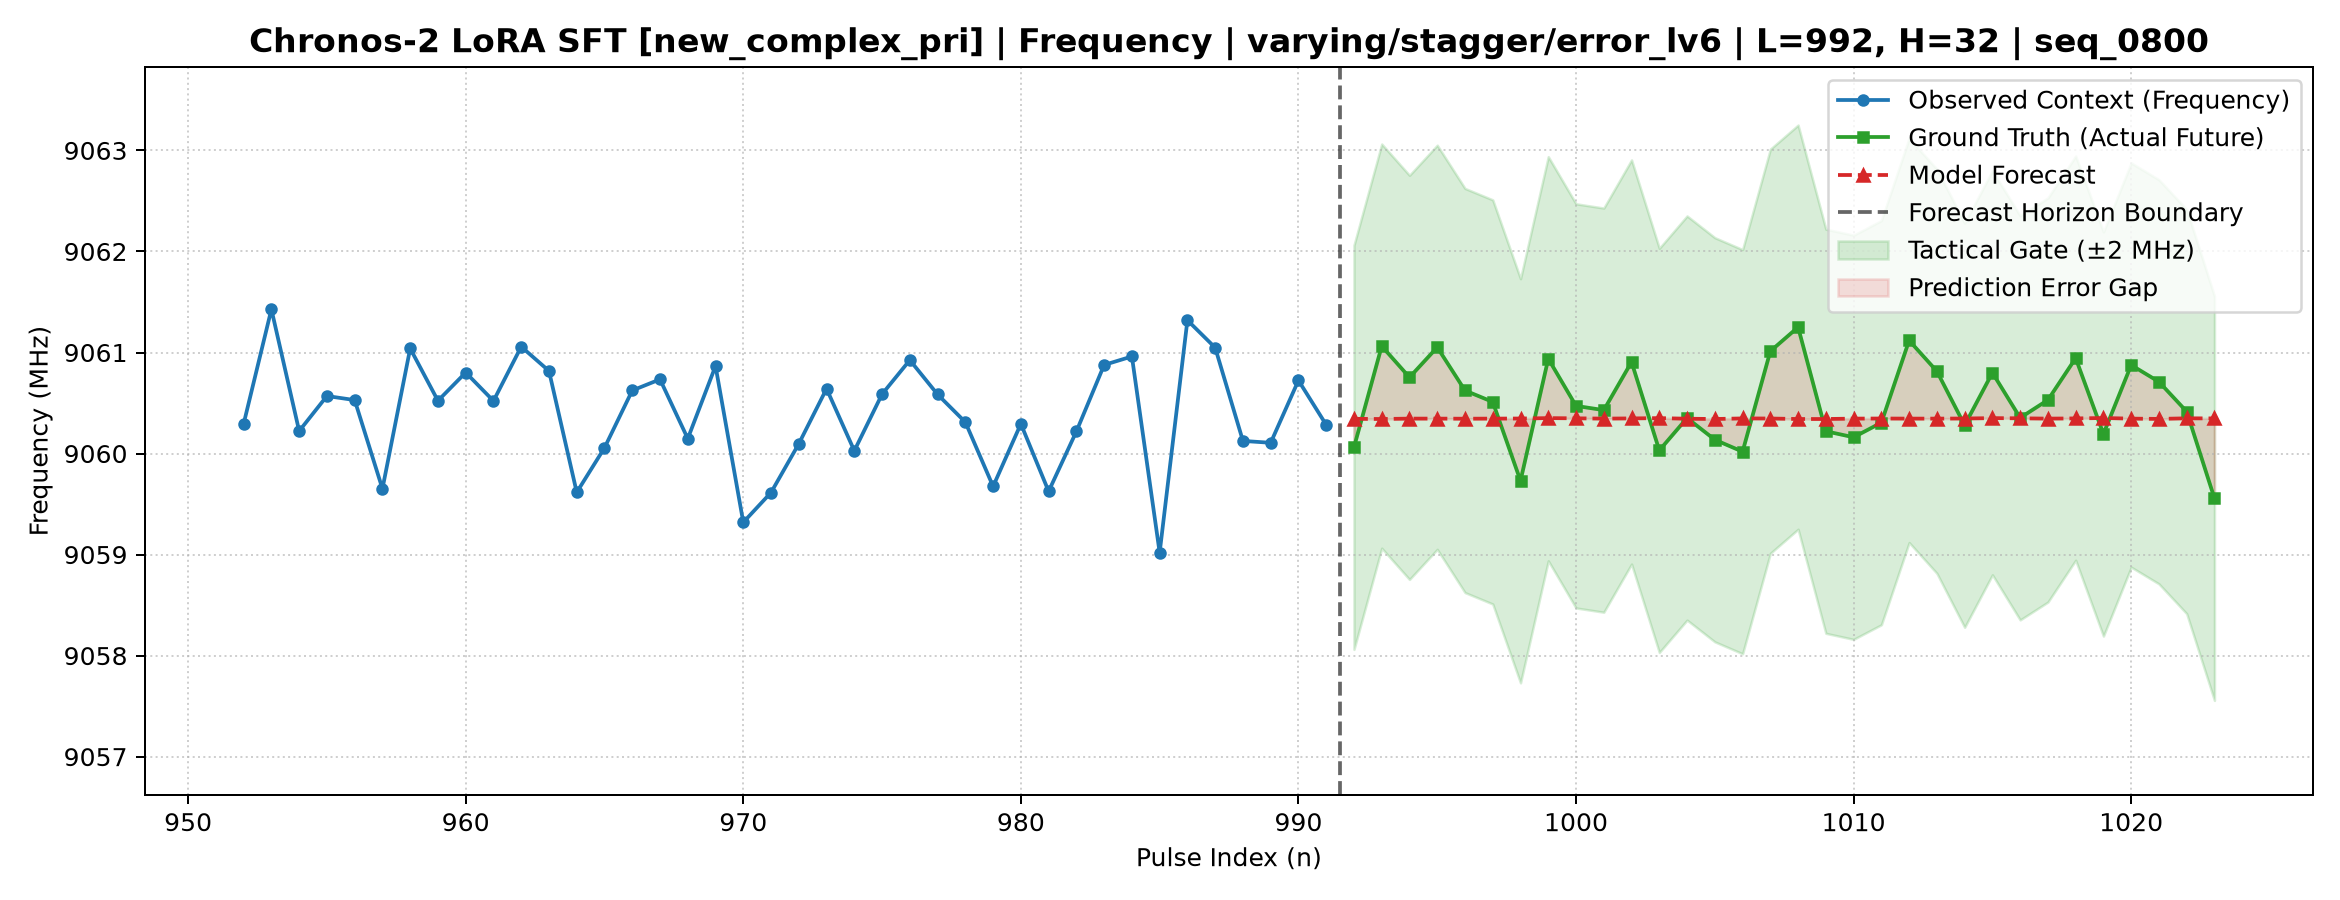 Chronos-2 LoRA SFT [new_complex_pri] | Frequency | varying/stagger/error_lv6 | L=992, H=32 | seq_0800
Observed Context (Frequency)
Ground Truth (Actual Future)
Model Forecast
Forecast Horizon Boundary
Tactical Gate (±2 MHz)
Prediction Error Gap
Frequency (MHz)
9063
9062
9061
9060
9059
9058
9057
950 960 970 980 990 1000 1010 1020
Pulse Index (n)